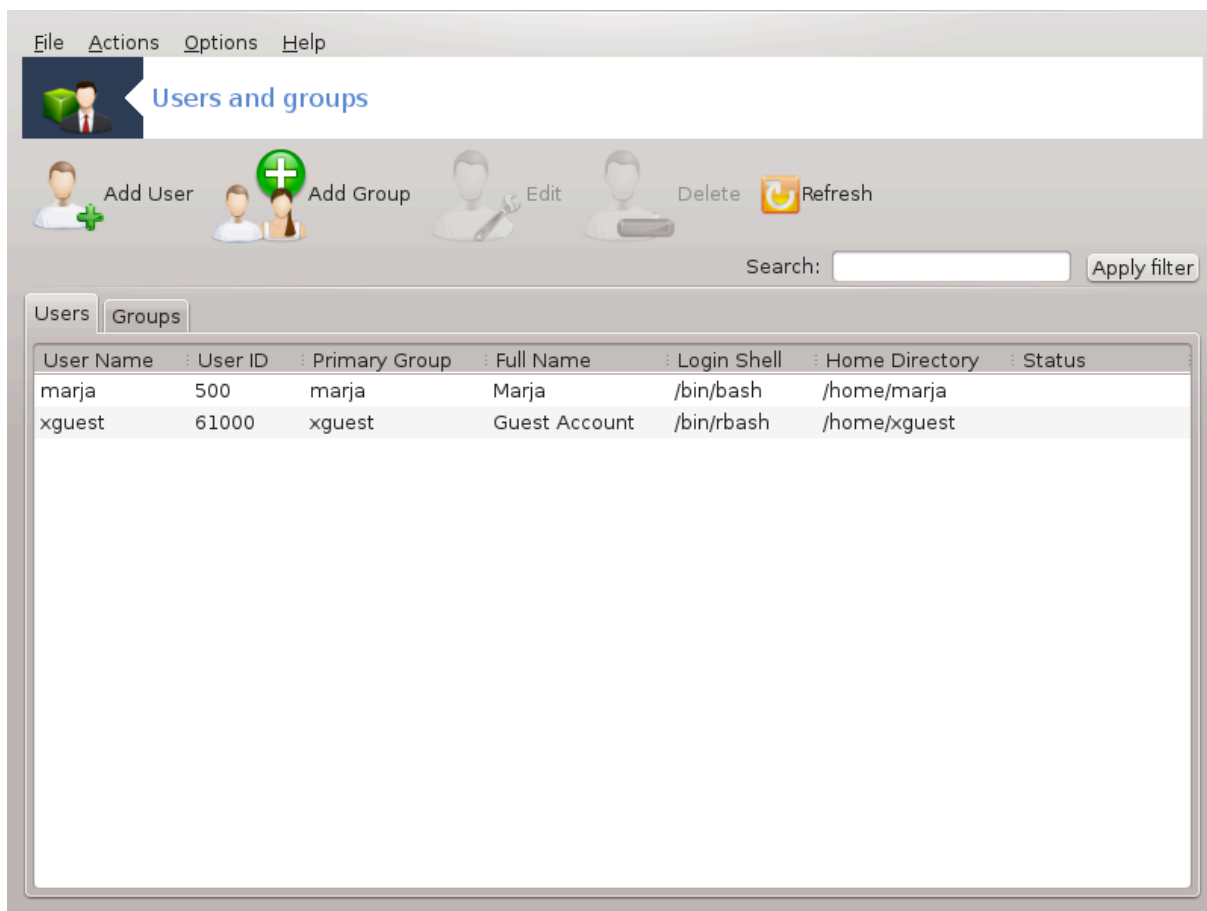 File Actions Options Help
Users and groups
Add User Add Group Edit Delete Refresh
Search: Apply filter
Users Groups
User Name User ID Primary Group Full Name Login Shell Home Directory Status
marja 500 marja Marja /bin/bash /home/marja
xguest 61000 xguest Guest Account /bin/rbash /home/xguest